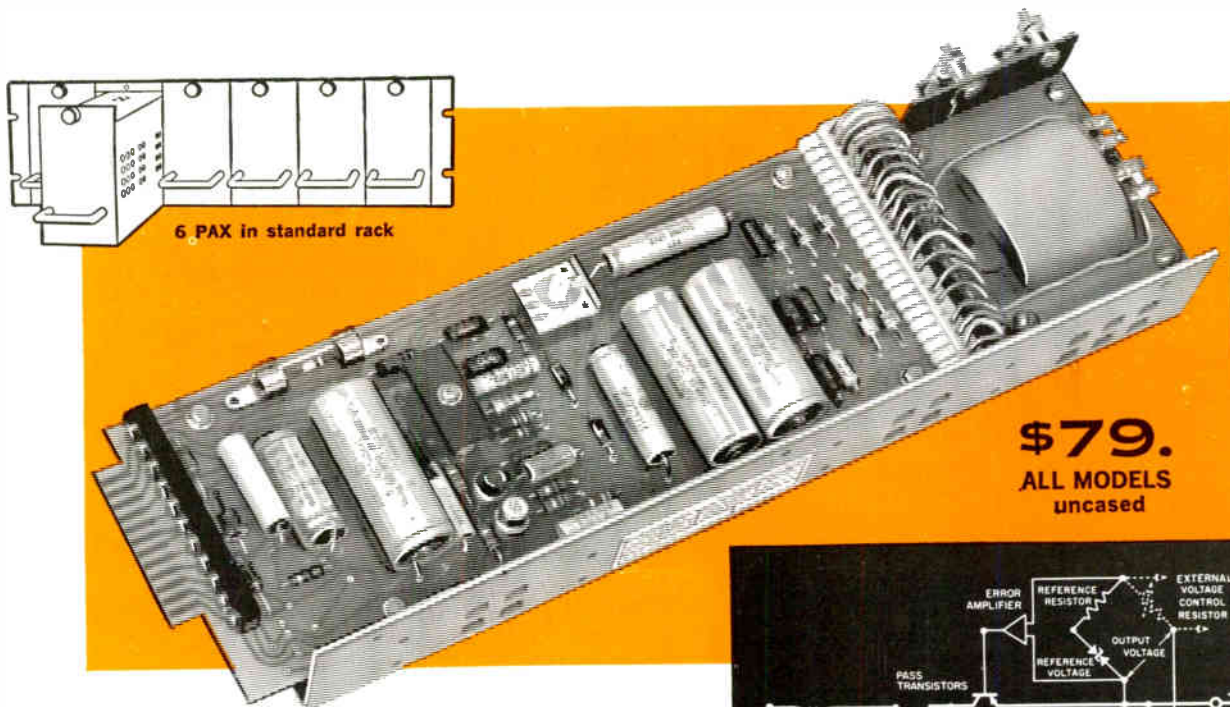 6 PAX in standard rack
$79.
ALL MODELS
uncased
ERROR
AMPLIFIER
REFERENCE
RESISTOR
EXTERNAL
VOLTAGE
CONTROL
RESISTOR
OUTPUT
VOLTAGE
REFERENCE
VOLTAGE
PASS
TRANSISTORS